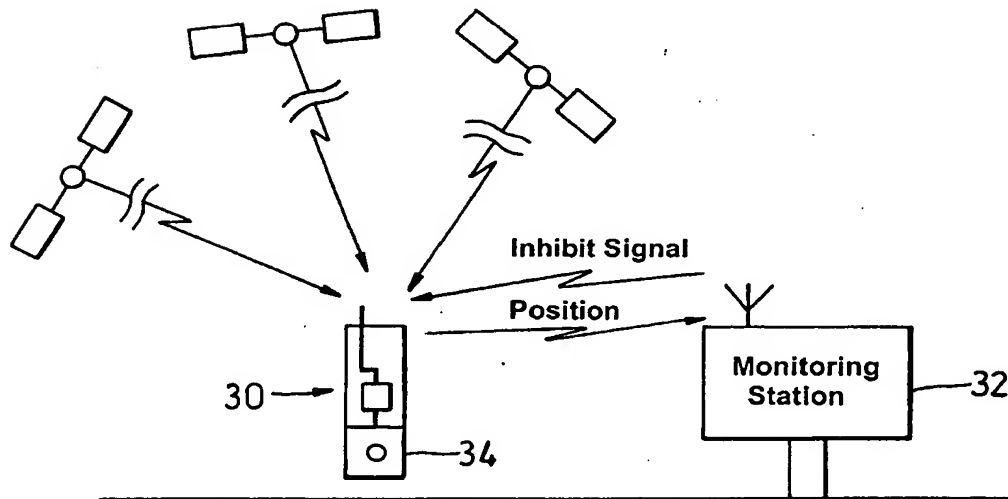 Inhibit Signal
Position
Monitoring
Station
32
30
34